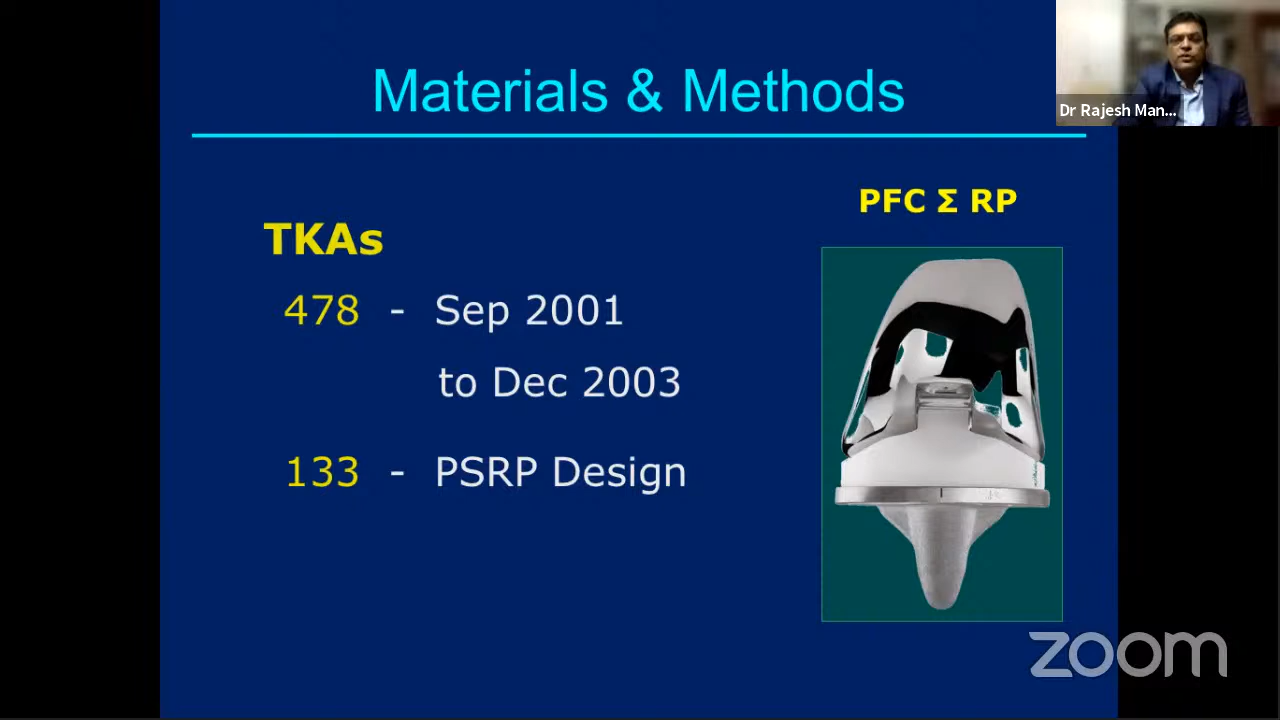 Materials & Methods
Dr Rajesh Man...
PFC Σ RP
TKAs
478 - Sep 2001
to Dec 2003
133 - PSRP Design
zoom